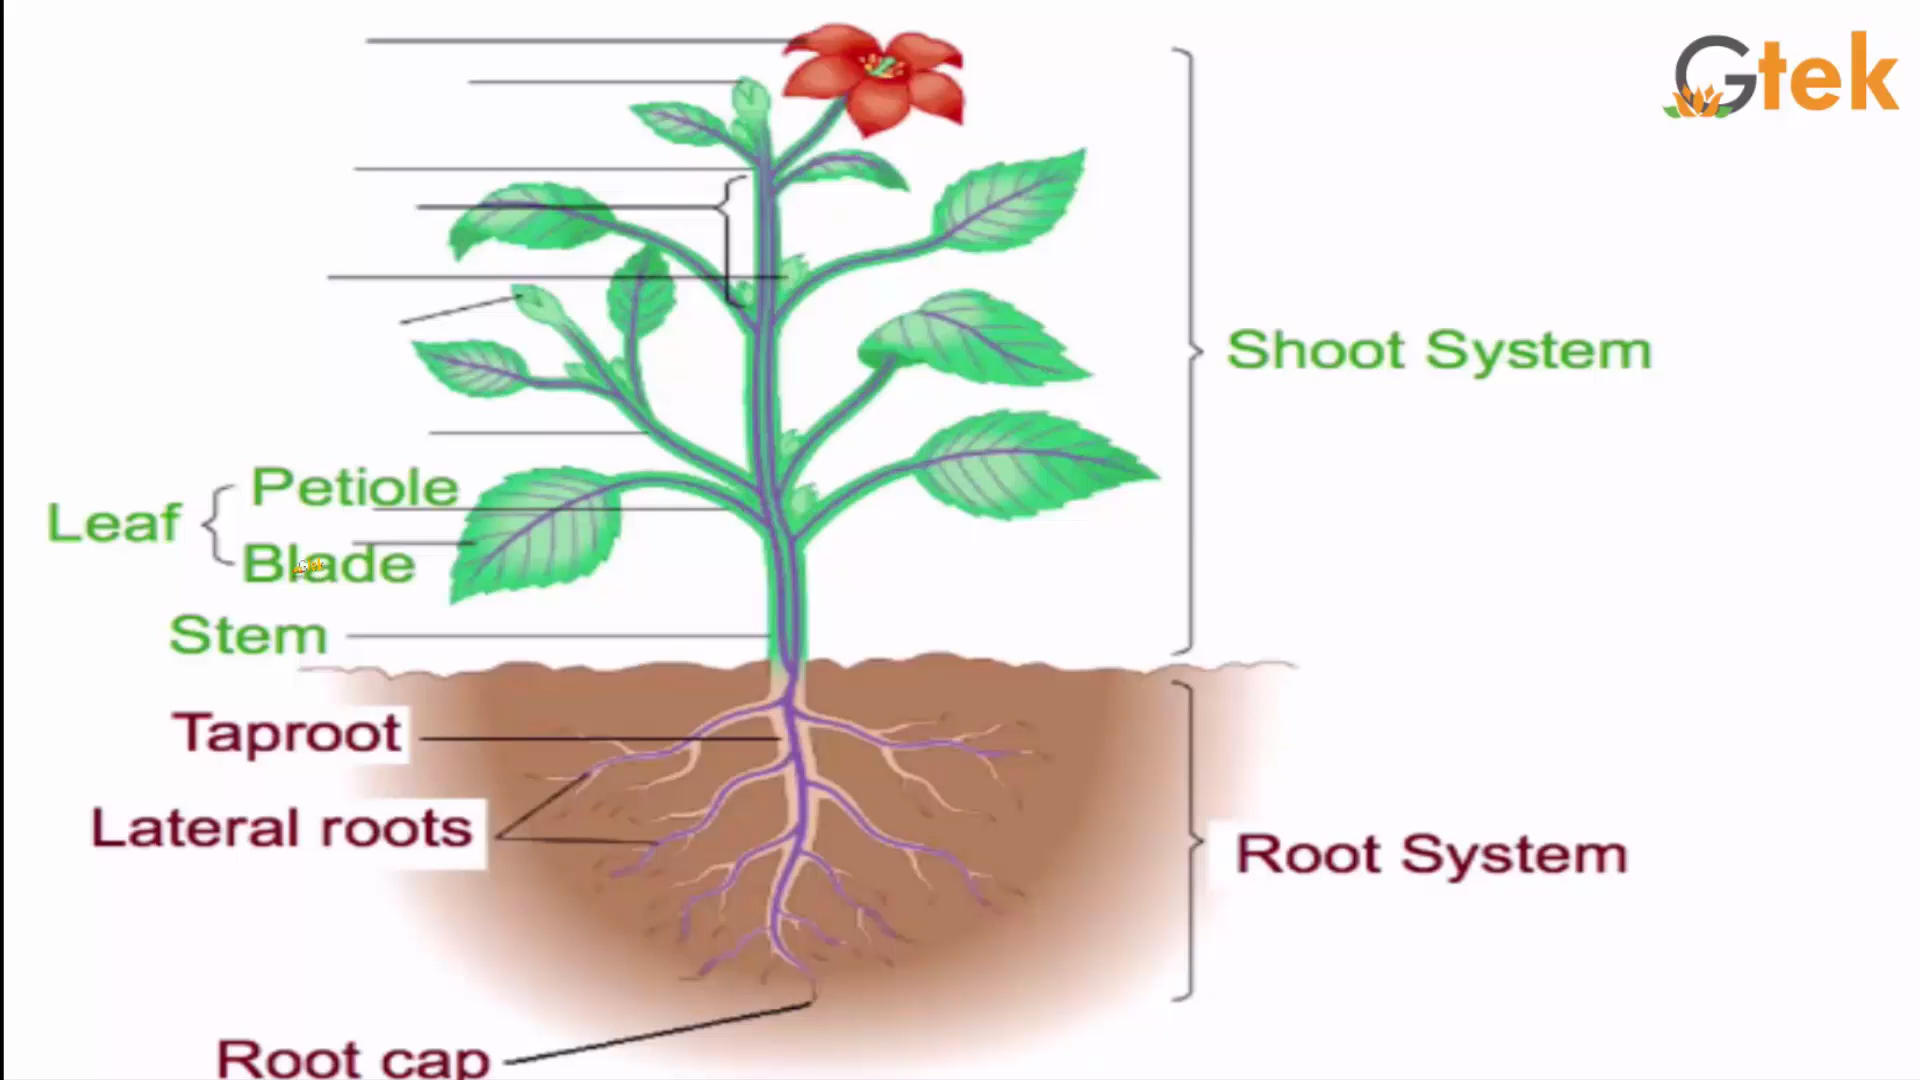 Gtek
Shoot System
Petiole
Leaf
Blade
Stem
Taproot
Lateral roots
Root System
Root cap